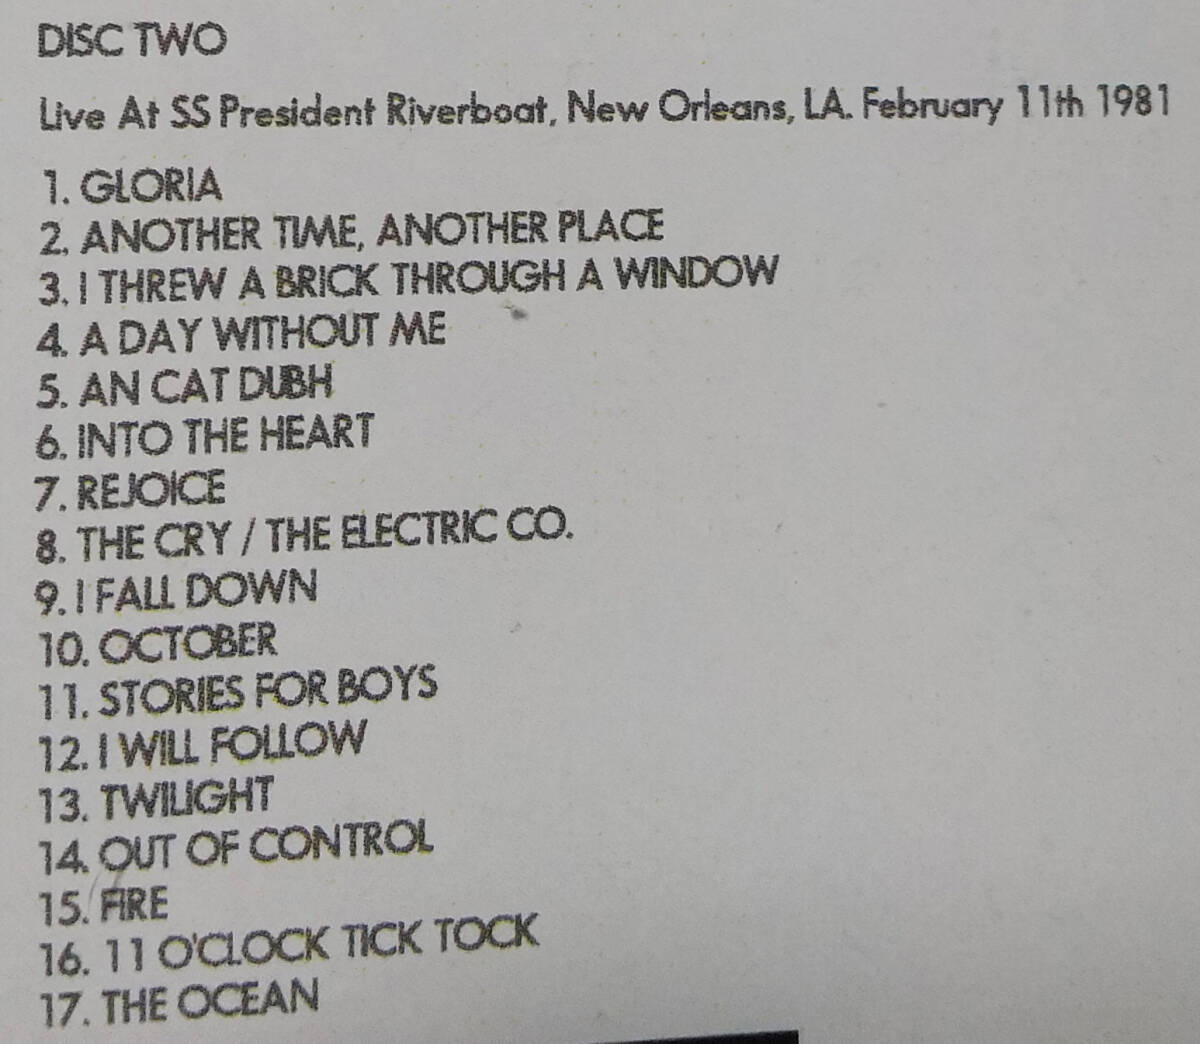 DISC TWO
Live At SS President Riverboat, New Orleans, LA. February 11th 1981
1. GLORIA
2. ANOTHER TIME, ANOTHER PLACE
3. I THREW A BRICK THROUGH A WINDOW
4. A DAY WITHOUT ME
5. AN CAT DUBH
6. INTO THE HEART
7. REJOICE
8. THE CRY / THE ELECTRIC CO.
9. I FALL DOWN
10. OCTOBER
11. STORIES FOR BOYS
12. I WILL FOLLOW
13. TWILIGHT
14. OUT OF CONTROL
15. FIRE
16. 11 O'CLOCK TICK TOCK
17. THE OCEAN